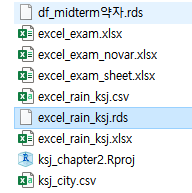 df_midterm약자.rds
excel_exam.xlsx
excel_exam_novar.xlsx
excel_exam_sheet.xlsx
excel_rain_ksj.csv
excel_rain_ksj.rds
excel_rain_ksj.xlsx
ksj_chapter2.Rproj
ksj_city.csv